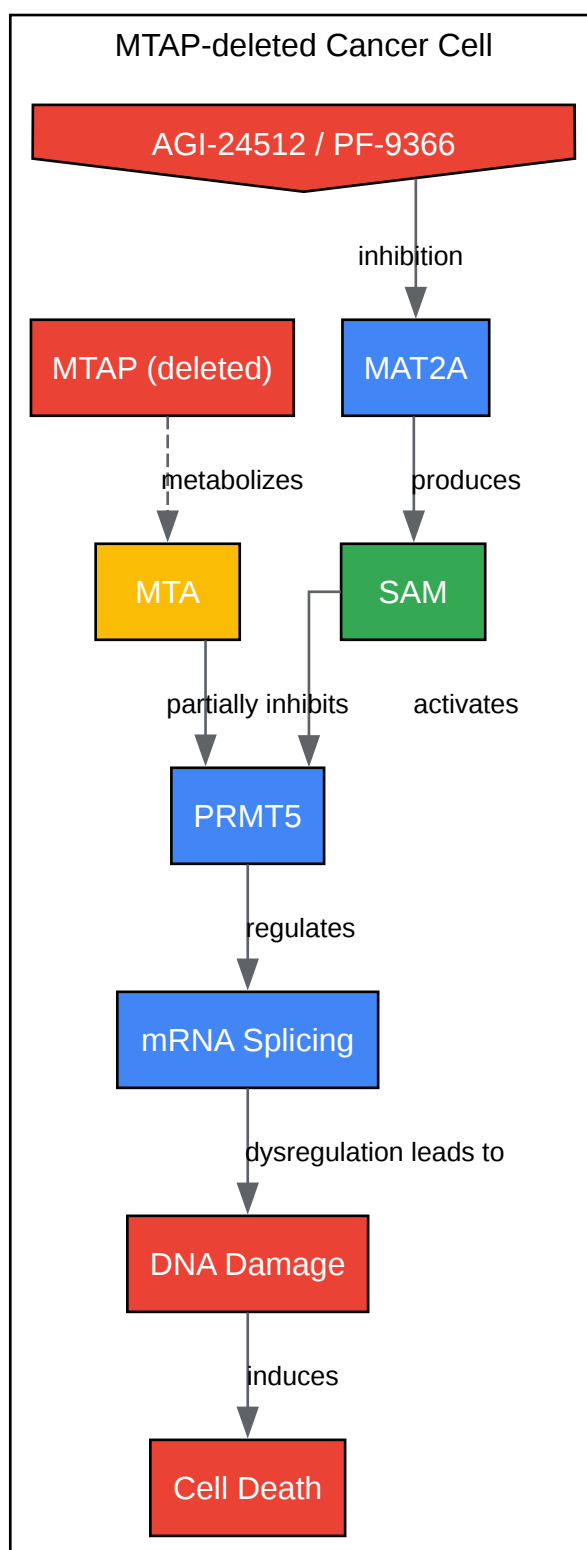 MTAP-deleted Cancer Cell
AGI-24512 / PF-9366
inhibition
MTAP (deleted)
MAT2A
metabolizes
produces
MTA
SAM
partially inhibits
activates
PRMT5
regulates
mRNA Splicing
dysregulation leads to
DNA Damage
induces
Cell Death